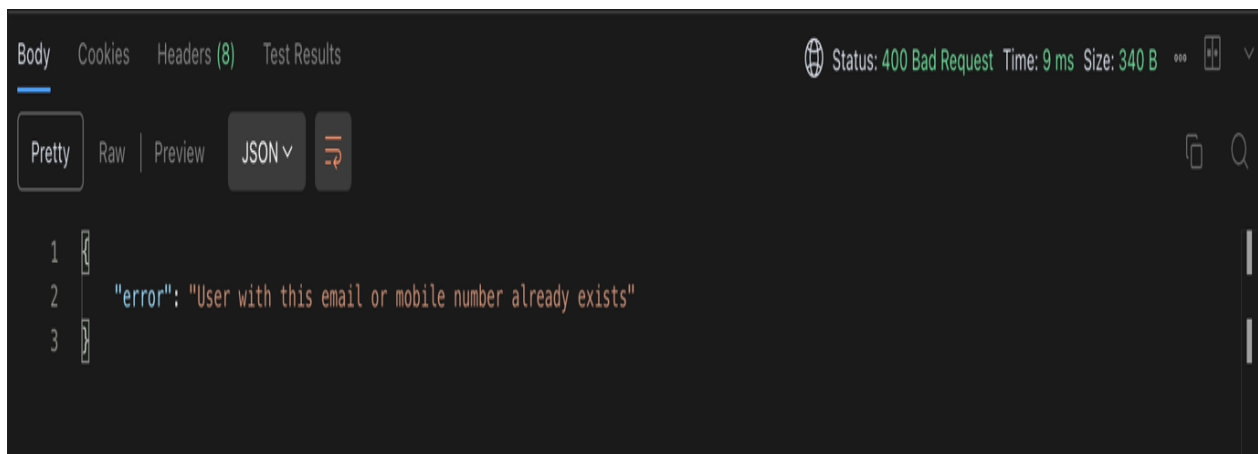 Body Cookies Headers (8) Test Results Status: 400 Bad Request Time: 9 ms Size: 340 B
Pretty Raw Preview JSON
1 {
2 "error": "User with this email or mobile number already exists"
3 }